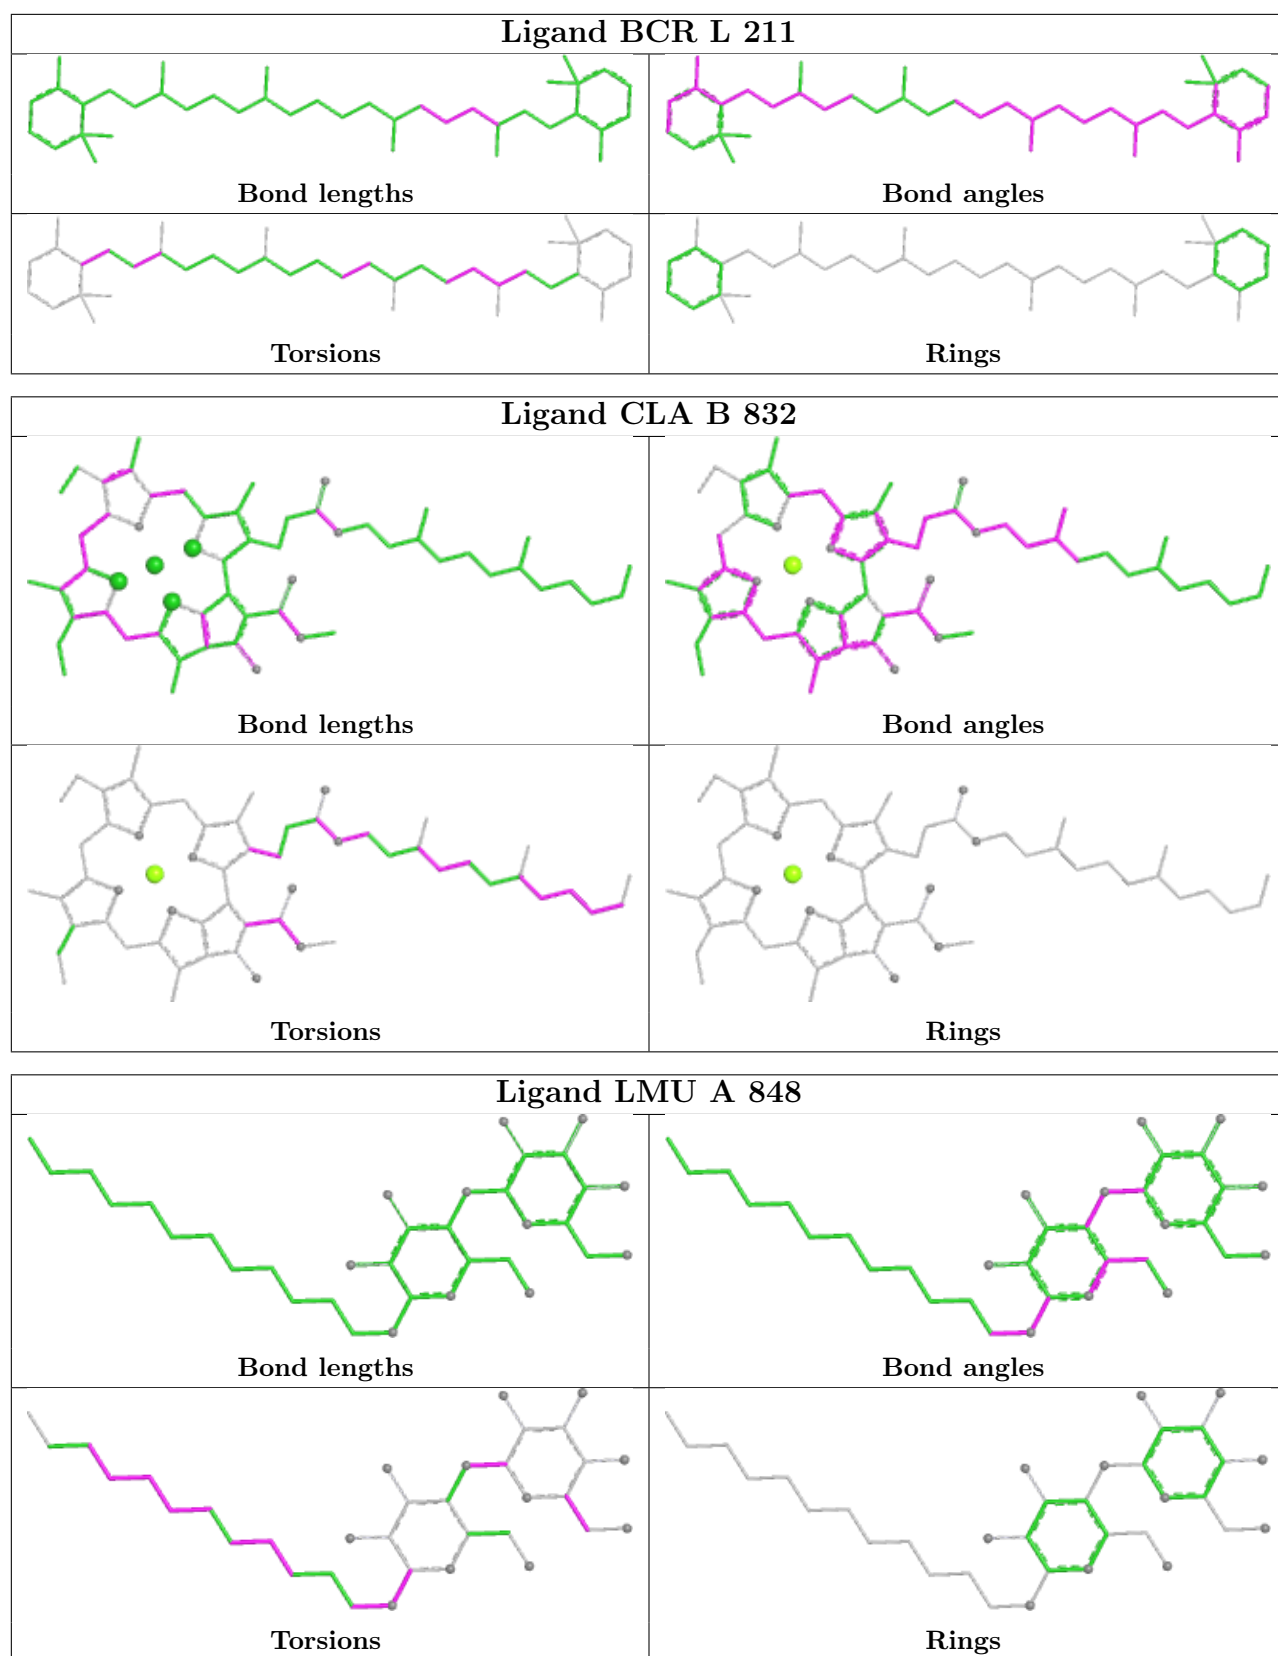 Ligand BCR L 211
Bond lengths
Bond angles
Torsions
Rings
Ligand CLA B 832
Bond lengths
Bond angles
Torsions
Rings
Ligand LMU A 848
Bond lengths
Bond angles
Torsions
Rings